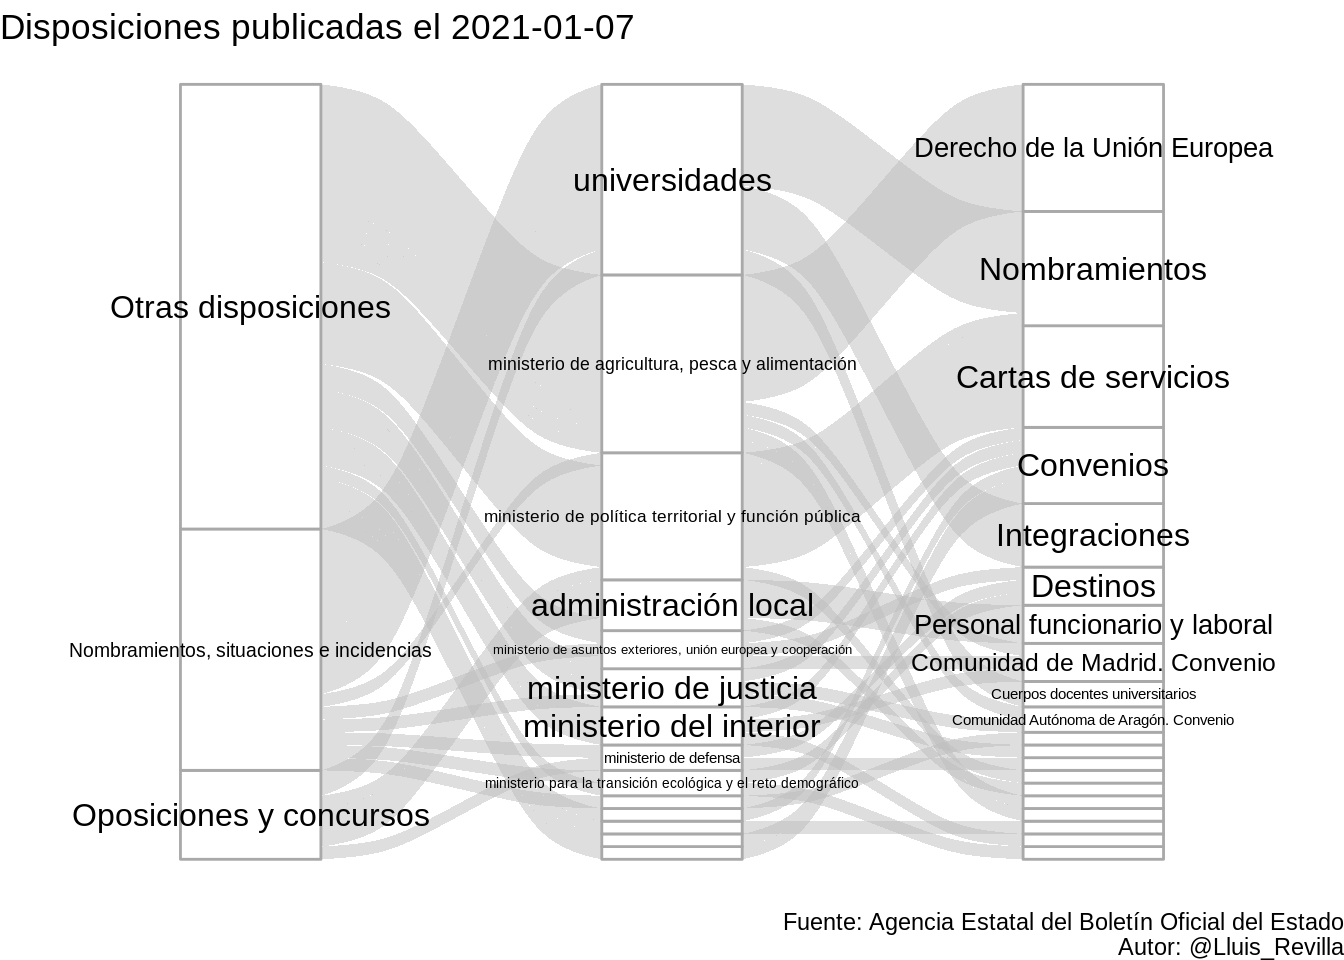 Disposiciones publicadas el 2021-01-07
Otras disposiciones
Nombramientos, situaciones e incidencias
Oposiciones y concursos
universidades
ministerio de agricultura, pesca y alimentación
ministerio de política territorial y función pública
administración local
ministerio de asuntos exteriores, unión europea y cooperación
ministerio de justicia
ministerio del interior
ministerio de defensa
ministerio para la transición ecológica y el reto demográfico
Derecho de la Unión Europea
Nombramientos
Cartas de servicios
Convenios
Integraciones
Destinos
Personal funcionario y laboral
Comunidad de Madrid. Convenio
Cuerpos docentes universitarios
Comunidad Autónoma de Aragón. Convenio
Fuente: Agencia Estatal del Boletín Oficial del Estado
Autor: @Lluis_Revilla